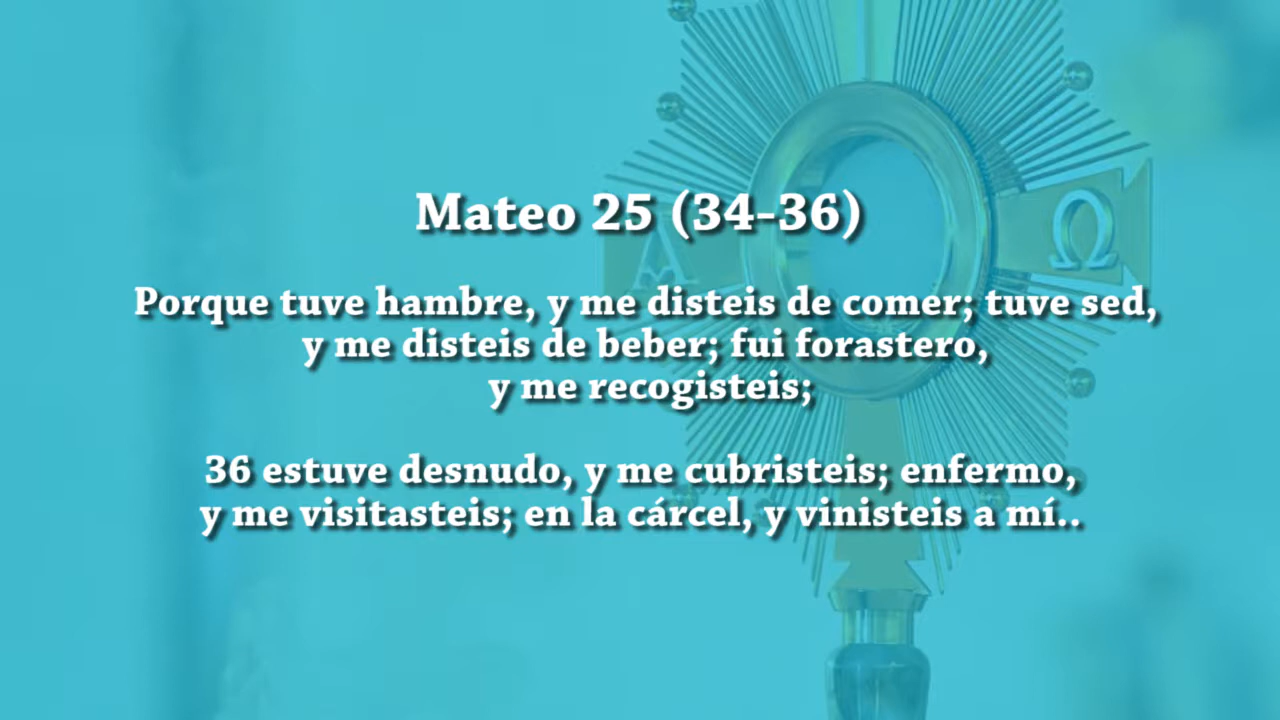 Mateo 25 (34-36)
Porque tuve hambre, y me disteis de comer; tuve sed,
y me disteis de beber; fui forastero,
y me recogisteis;
36 estuve desnudo, y me cubristeis; enfermo,
y me visitasteis; en la cárcel, y vinisteis a mí..
Α Ω